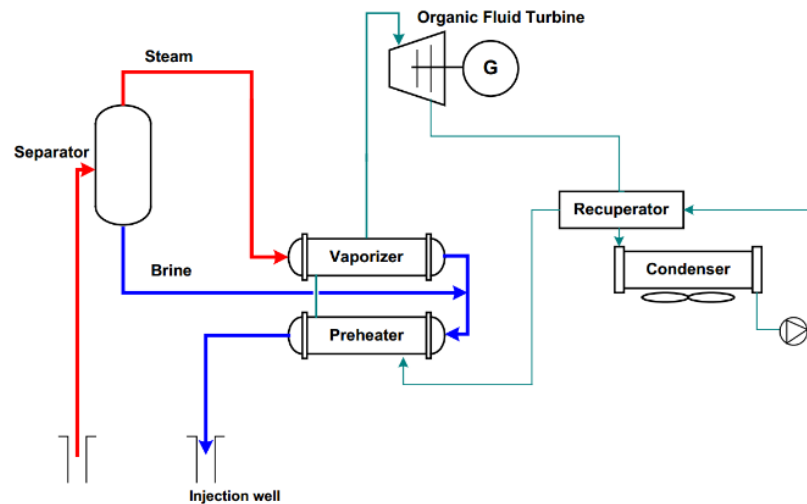 Organic Fluid Turbine
Steam
G
Separator
Recuperator
Vaporizer
Condenser
Brine
Preheater
Injection well